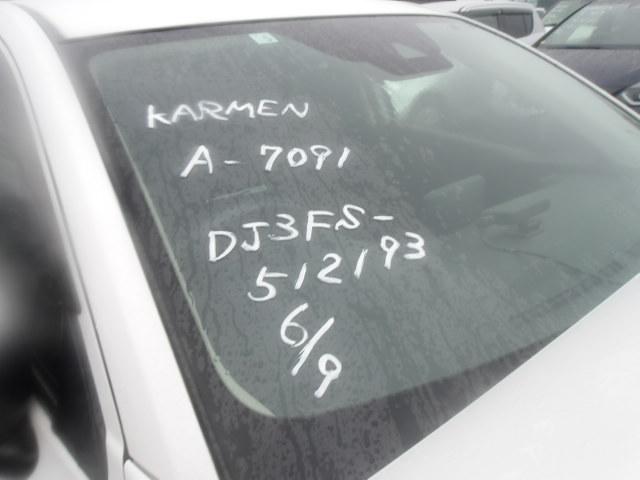 KARMEN
A-7091
DJ3FS-
512193
6/9